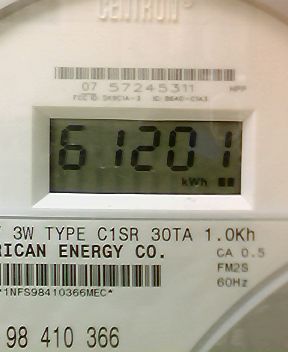 CENTRON®
07 57245311
61201
kWh
3W TYPE C1SR 30TA 1.0Kh
RICAN ENERGY CO.
CA 0.5
FM2S
60Hz
*1NFS98410366MEC*
98 410 366